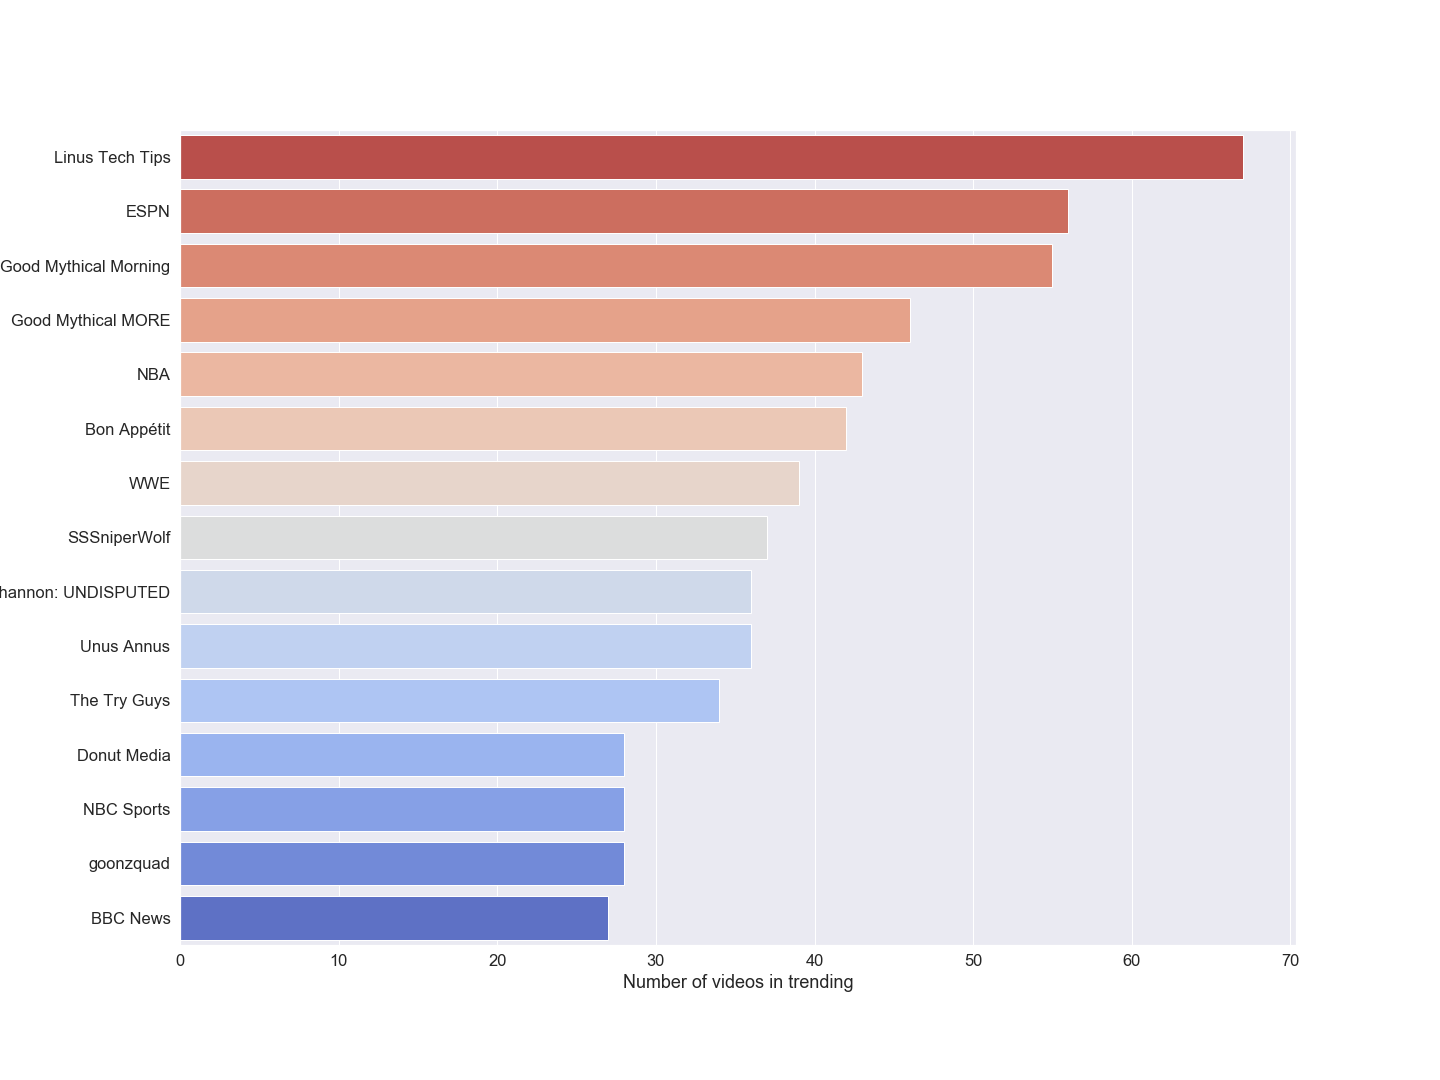 Linus Tech Tips
ESPN
Good Mythical Morning
Good Mythical MORE
NBA
Bon Appétit
WWE
SSSniperWolf
hannon: UNDISPUTED
Unus Annus
The Try Guys
Donut Media
NBC Sports
goonzquad
BBC News
0 10 20 30 40 50 60 70
Number of videos in trending